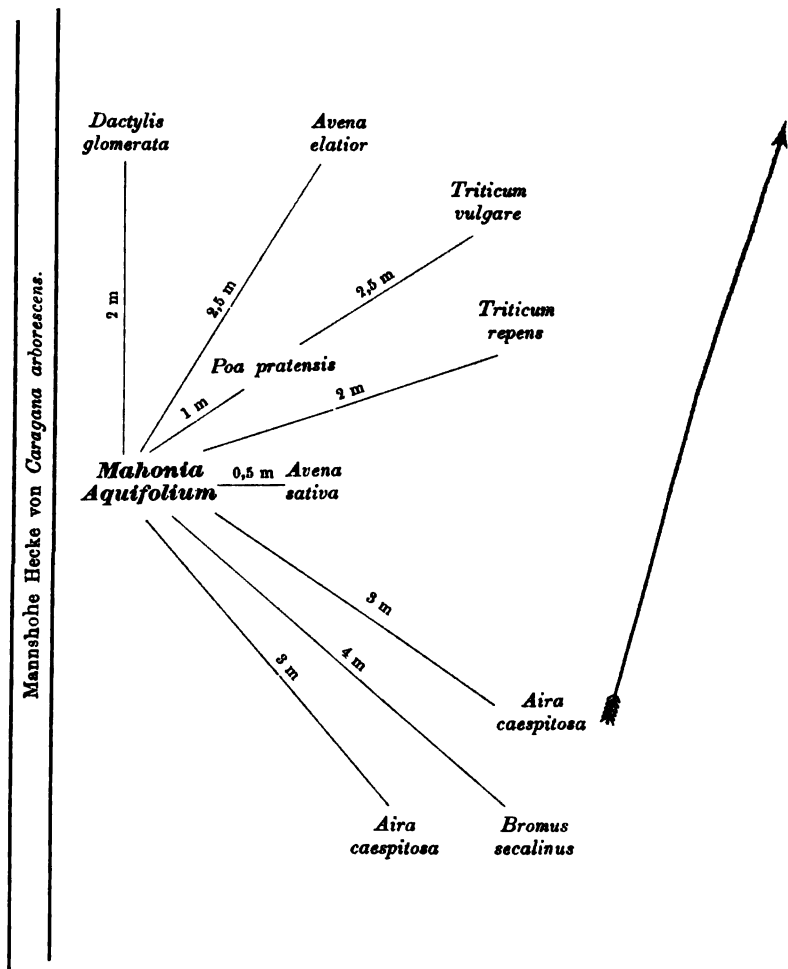 Mannshohe Hecke von Caragana arborescens.
Dactylis
glomerata
Avena
elatior
Triticum
vulgare
2 m
2,5 m
2,5 m
Triticum
repens
Poa pratensis
1 m
2 m
Mahonia
Aquifolium
0,5 m
Avena
sativa
3 m
3 m
4 m
Aira
caespitosa
Aira
caespitosa
Bromus
secalinus